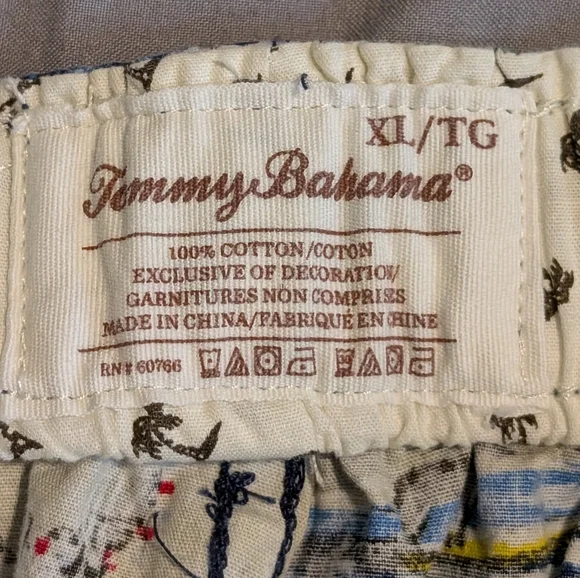 XL/TG
Tommy Bahama®
100% COTTON/COTON
EXCLUSIVE OF DECORATION/
GARNITURES NON COMPRISES
MADE IN CHINA/FABRIQUÉ EN CHINE
RN# 60766